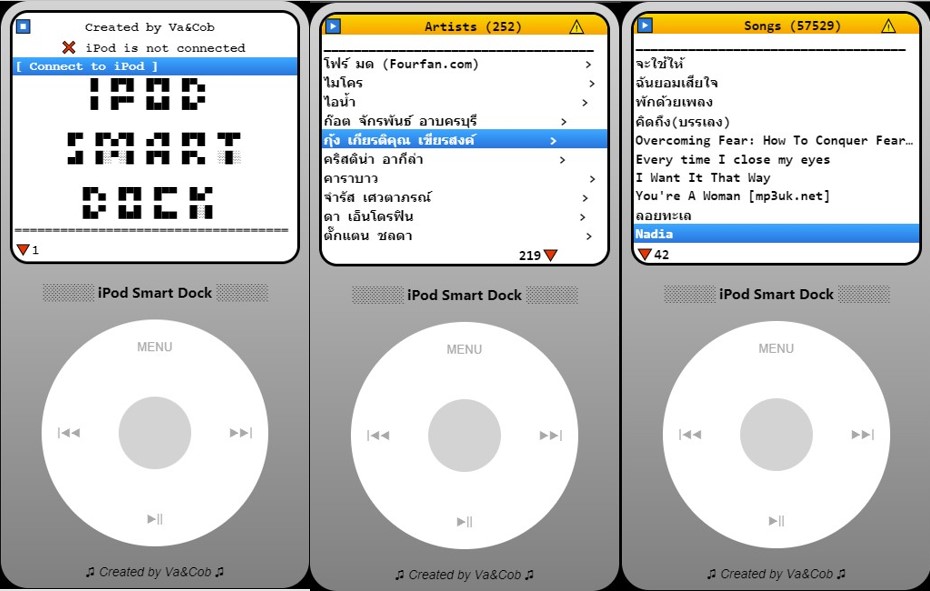 Created by Va&Cob
iPod is not connected
[ Connect to iPod ]
IPOD
SMART
DOCK
1
iPod Smart Dock
MENU
♫ Created by Va&Cob ♫
Artists (252)
โฟร์ มด (Fourfan.com) >
ไมโคร >
ไอน้ำ >
ก๊อต จักรพันธ์ อาบครบุรี >
กุ้ง เกียรติคุณ เขียรสงค์ >
คริสติน่า อากีล่า >
คาราบาว >
จำรัส เศวตาภรณ์ >
ดา เอ็นโดรฟิน >
ตั๊กแตน ชลดา >
219
iPod Smart Dock
MENU
♫ Created by Va&Cob ♫
Songs (57529)
จะใช้ให้
ฉันยอมเสียใจ
พักด้วยเพลง
คิดถึง(บรรเลง)
Overcoming Fear: How To Conquer Fear…
Every time I close my eyes
I Want It That Way
You're A Woman [mp3uk.net]
ลอยทะเล
Nadia
42
iPod Smart Dock
MENU
♫ Created by Va&Cob ♫